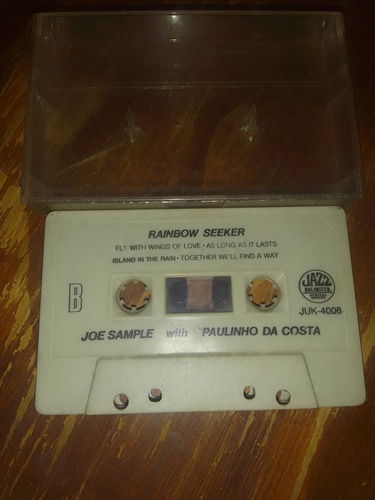 RAINBOW SEEKER
FLY WITH WINGS OF LOVE • AS LONG AS IT LASTS
ISLAND IN THE RAIN • TOGETHER WE'LL FIND A WAY
B
JAZZ
UNLIMITED
JUK-4008
JOE SAMPLE with PAULINHO DA COSTA